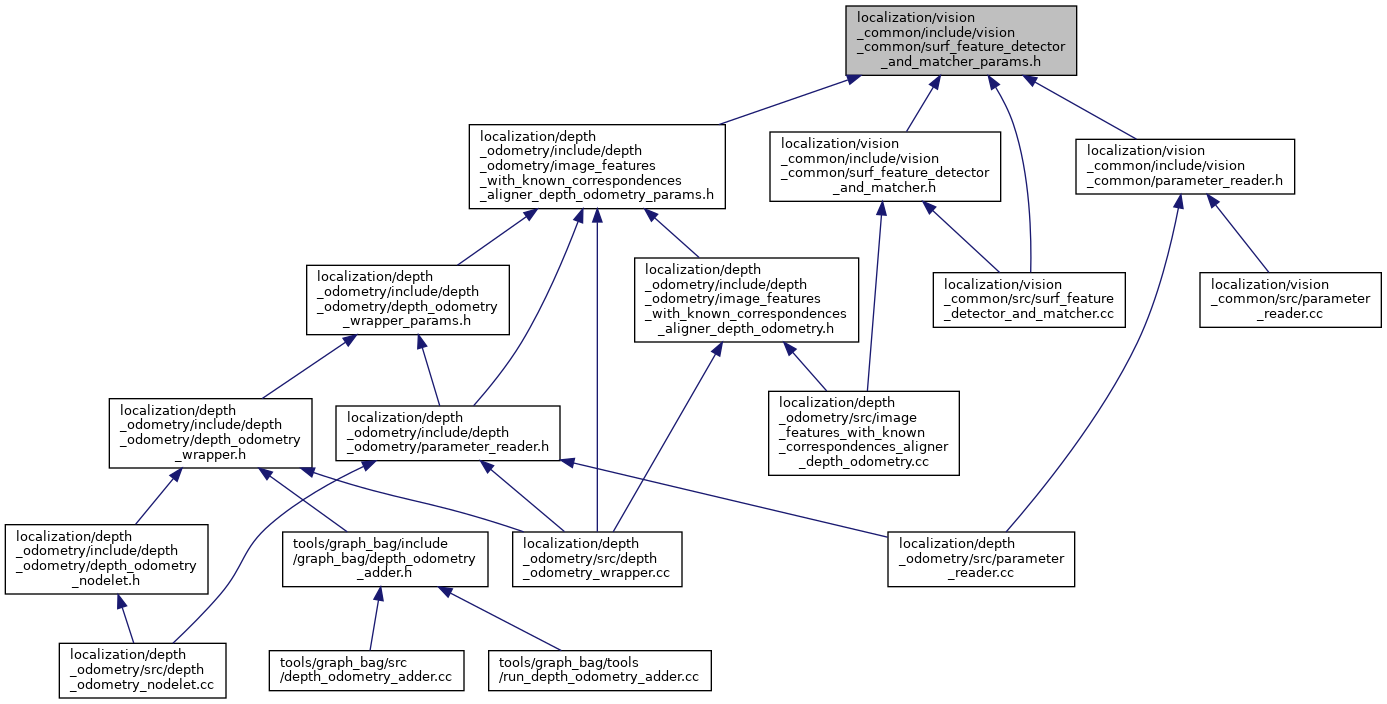 localization/vision
_common/include/vision
_common/surf_feature_detector
_and_matcher_params.h
localization/depth
_odometry/include/depth
_odometry/image_features
_with_known_correspondences
_aligner_depth_odometry_params.h
localization/vision
_common/include/vision
_common/surf_feature_detector
_and_matcher.h
localization/vision
_common/include/vision
_common/parameter_reader.h
localization/depth
_odometry/include/depth
_odometry/depth_odometry
_wrapper_params.h
localization/depth
_odometry/include/depth
_odometry/image_features
_with_known_correspondences
_aligner_depth_odometry.h
localization/vision
_common/src/surf_feature
_detector_and_matcher.cc
localization/vision
_common/src/parameter
_reader.cc
localization/depth
_odometry/include/depth
_odometry/depth_odometry
_wrapper.h
localization/depth
_odometry/include/depth
_odometry/parameter_reader.h
localization/depth
_odometry/src/image
_features_with_known
_correspondences_aligner
_depth_odometry.cc
localization/depth
_odometry/include/depth
_odometry/depth_odometry
_nodelet.h
tools/graph_bag/include
/graph_bag/depth_odometry
_adder.h
localization/depth
_odometry/src/depth
_odometry_wrapper.cc
localization/depth
_odometry/src/parameter
_reader.cc
localization/depth
_odometry/src/depth
_odometry_nodelet.cc
tools/graph_bag/src
/depth_odometry_adder.cc
tools/graph_bag/tools
/run_depth_odometry_adder.cc